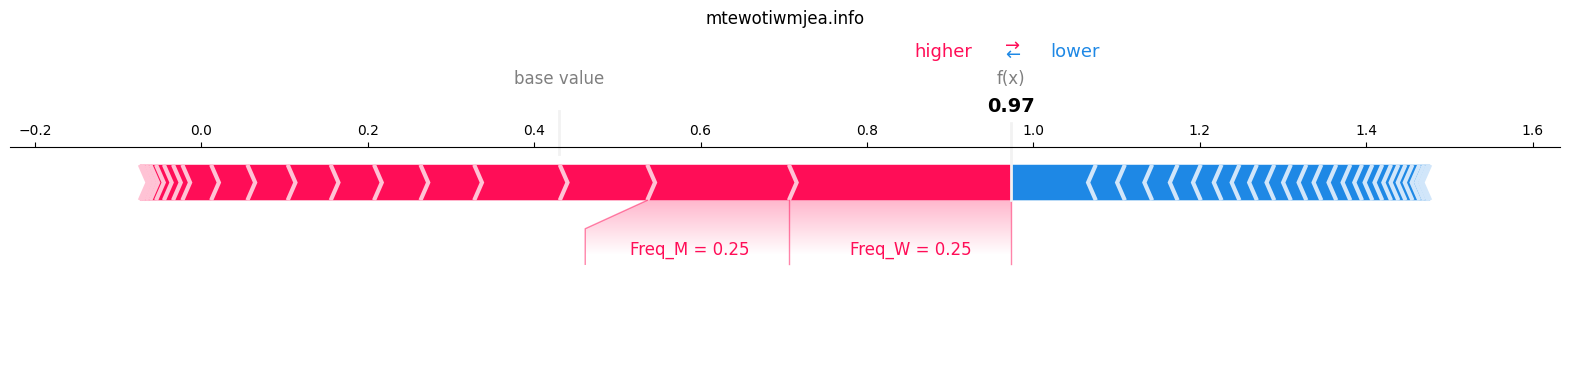 mtewotiwmjea.info
higher → ← lower
base value f(x)
0.97
−0.2 0.0 0.2 0.4 0.6 0.8 1.0 1.2 1.4 1.6
Freq_M = 0.25 Freq_W = 0.25